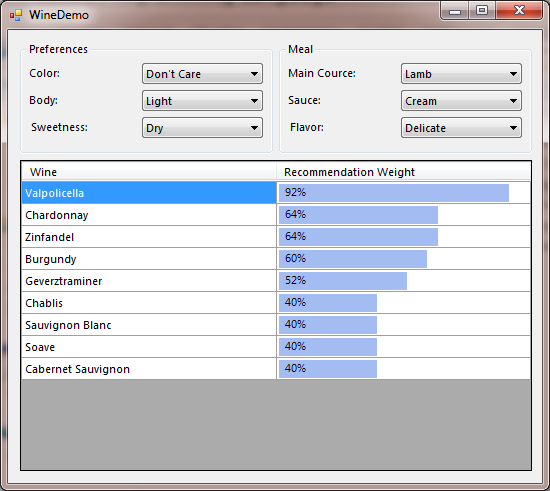 WineDemo
Preferences
Color: Don't Care
Body: Light
Sweetness: Dry
Meal
Main Cource: Lamb
Sauce: Cream
Flavor: Delicate
Wine Recommendation Weight
Valpolicella 92%
Chardonnay 64%
Zinfandel 64%
Burgundy 60%
Geverztraminer 52%
Chablis 40%
Sauvignon Blanc 40%
Soave 40%
Cabernet Sauvignon 40%